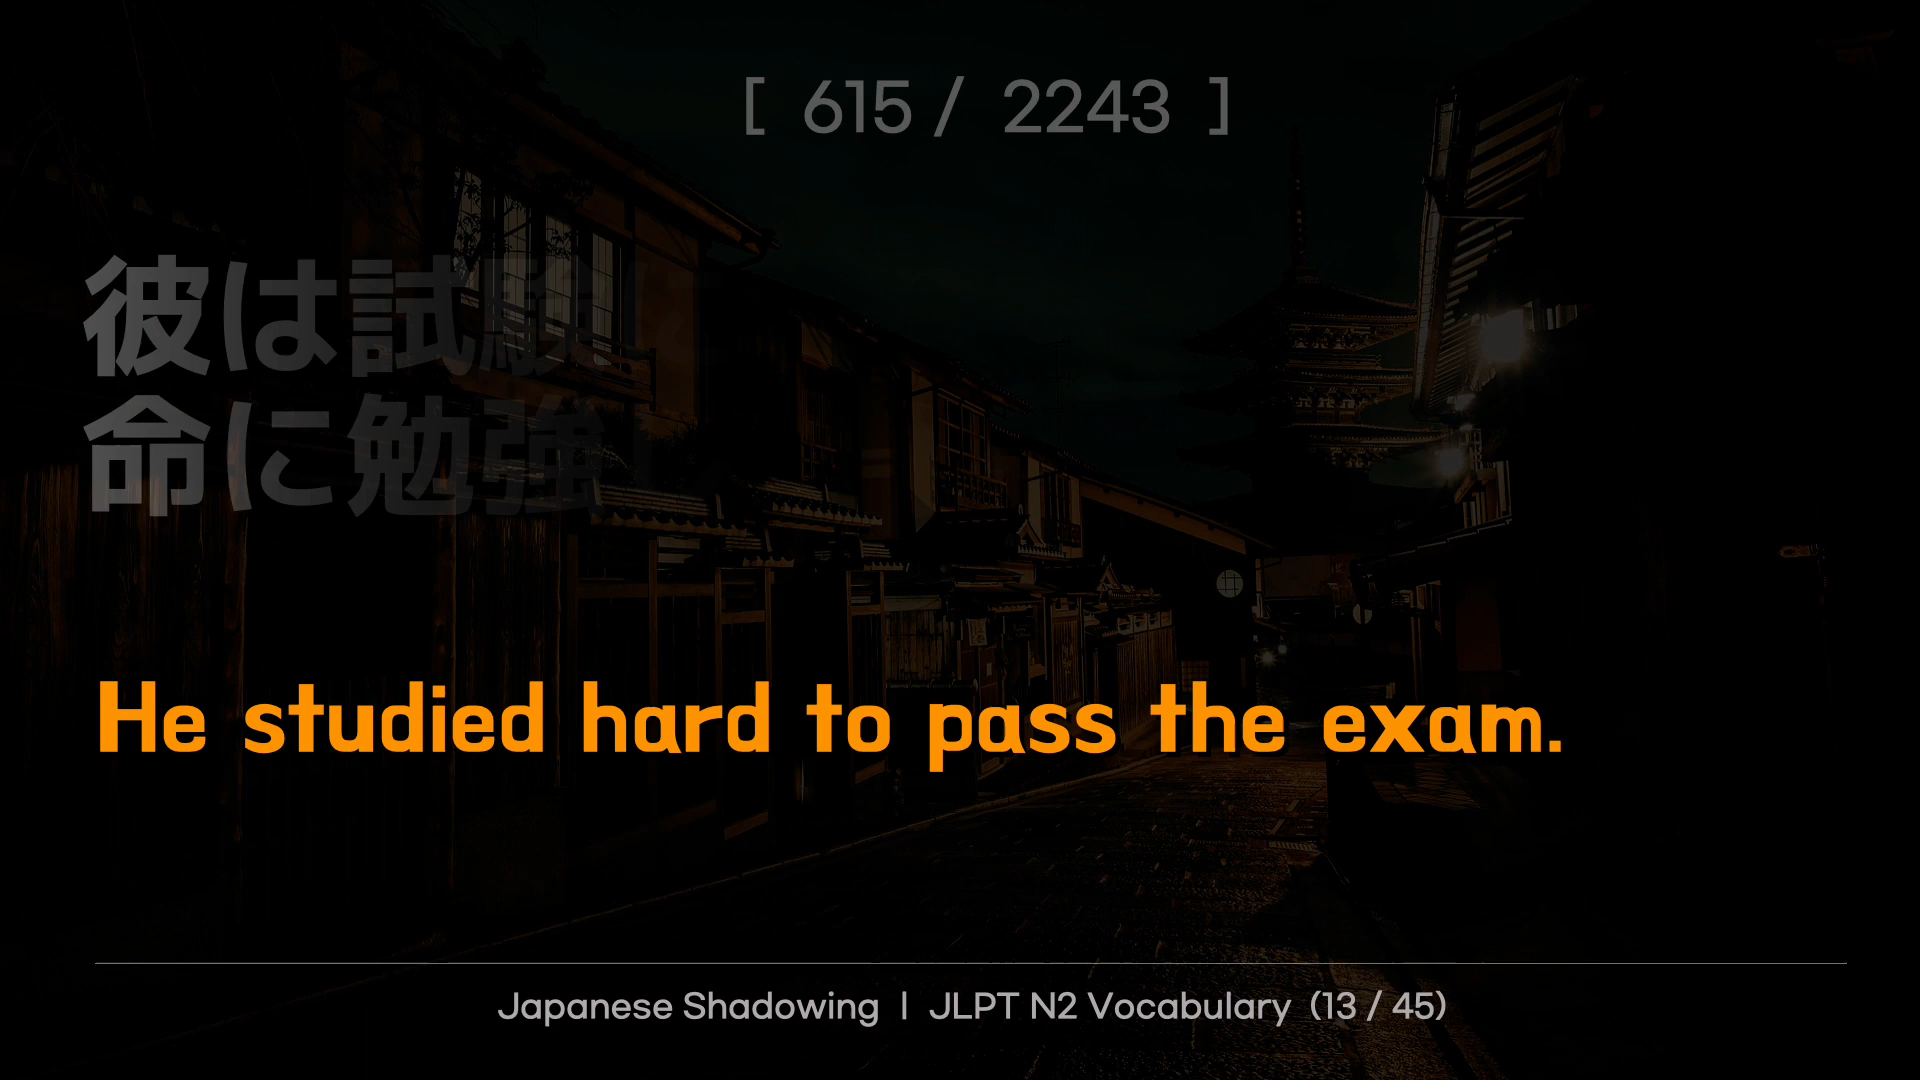 [ 615 / 2243 ]
彼は試験
命に勉強し
He studied hard to pass the exam.
Japanese Shadowing | JLPT N2 Vocabulary (13 / 45)